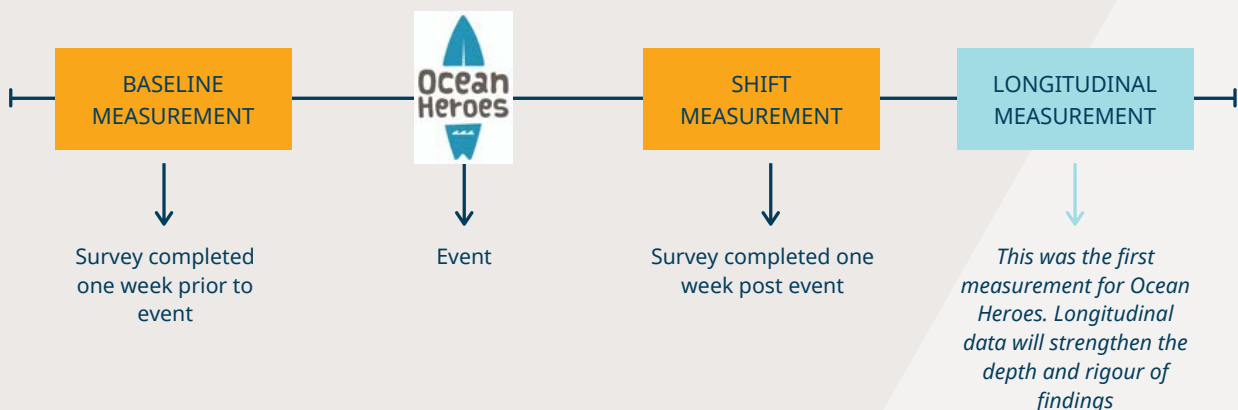 BASELINE
MEASUREMENT
Ocean
Heroes
SHIFT
MEASUREMENT
LONGITUDINAL
MEASUREMENT
Survey completed
one week prior to
event
Event
Survey completed one
week post event
This was the first
measurement for Ocean
Heroes. Longitudinal
data will strengthen the
depth and rigour of
findings